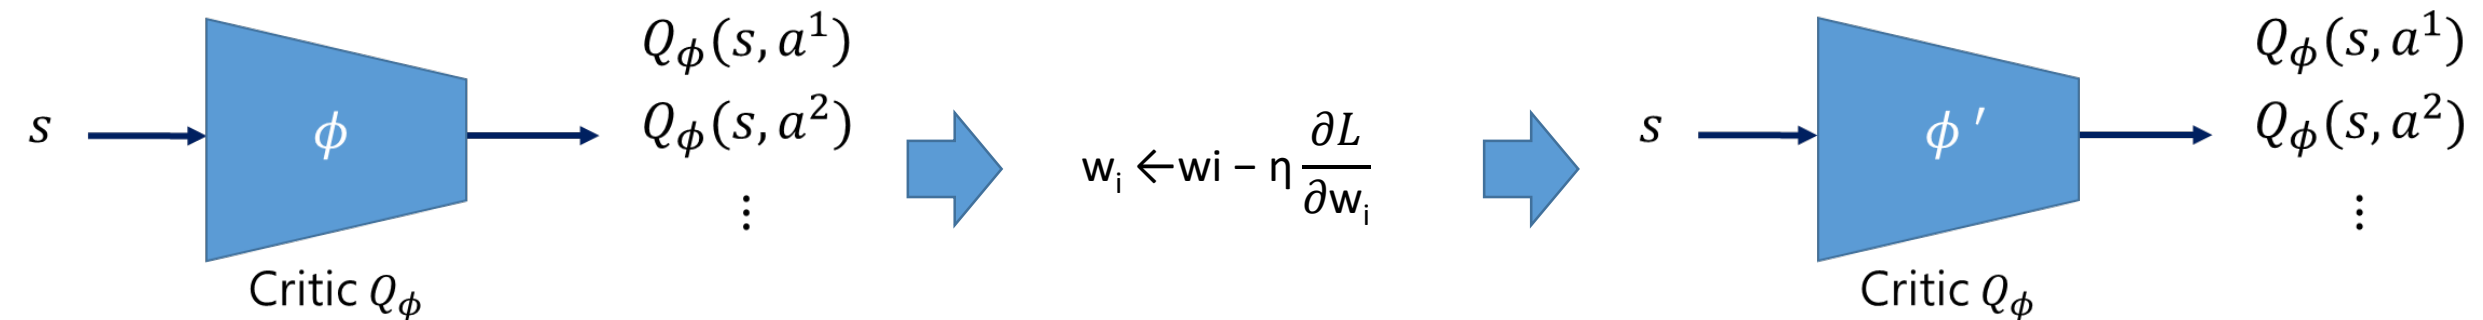 s
ϕ
Q_ϕ(s, a^1)
Q_ϕ(s, a^2)
⋮
Critic Q_ϕ
w_i ←wi − η ∂L/∂w_i
s
ϕ ′
Q_ϕ(s, a^1)
Q_ϕ(s, a^2)
⋮
Critic Q_ϕ